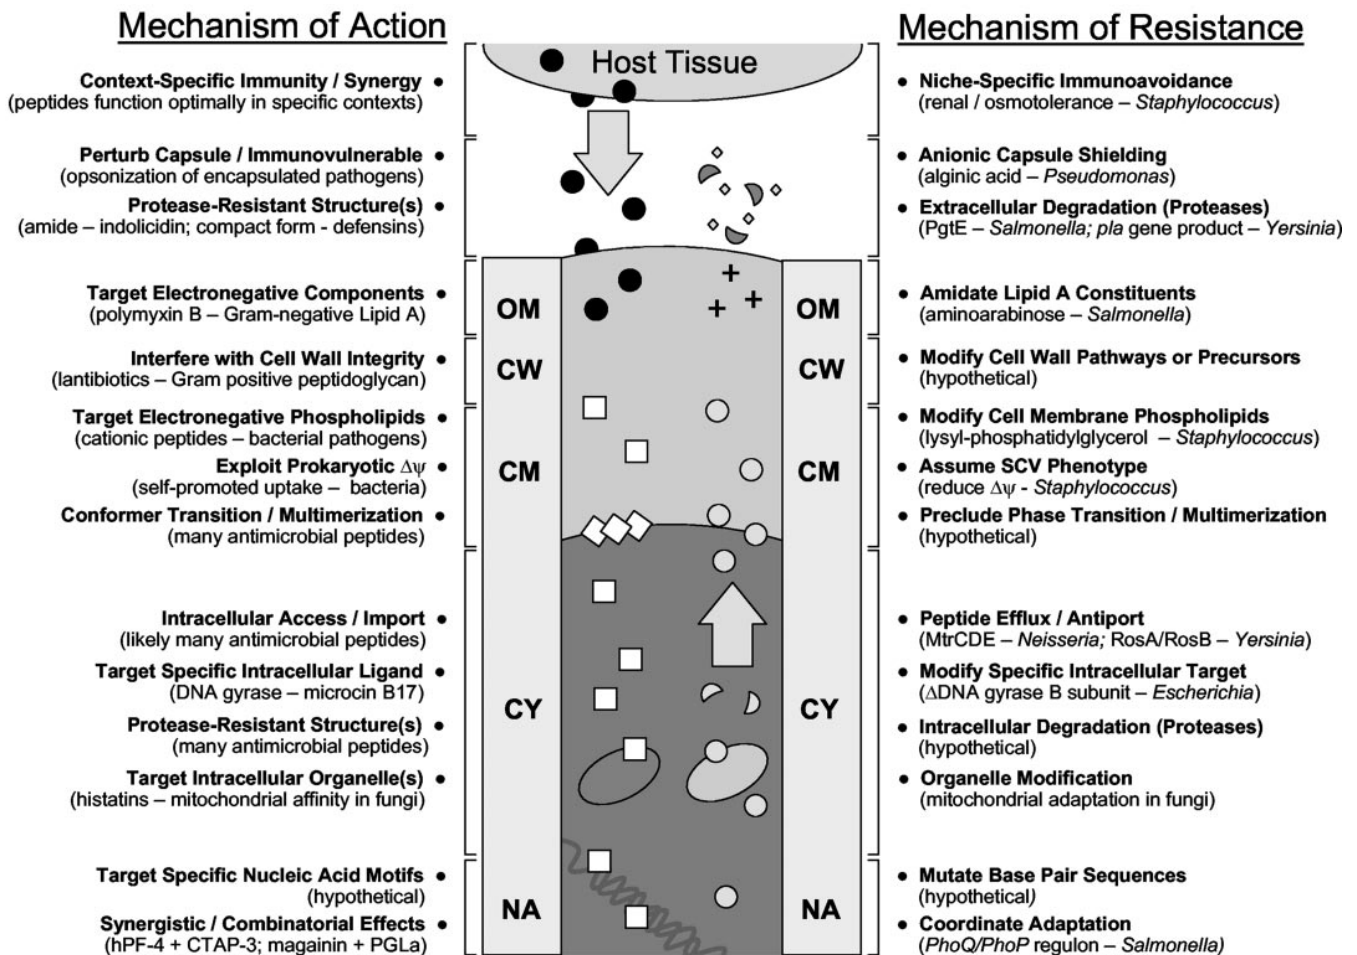 Mechanism of Action
Context-Specific Immunity / Synergy
(peptides function optimally in specific contexts)
Perturb Capsule / Immunovulnerable
(opsonization of encapsulated pathogens)
Protease-Resistant Structure(s)
(amide – indolicidin; compact form - defensins)
Target Electronegative Components
(polymyxin B – Gram-negative Lipid A)
Interfere with Cell Wall Integrity
(lantibiotics – Gram positive peptidoglycan)
Target Electronegative Phospholipids
(cationic peptides – bacterial pathogens)
Exploit Prokaryotic Δψ
(self-promoted uptake – bacteria)
Conformer Transition / Multimerization
(many antimicrobial peptides)
Intracellular Access / Import
(likely many antimicrobial peptides)
Target Specific Intracellular Ligand
(DNA gyrase – microcin B17)
Protease-Resistant Structure(s)
(many antimicrobial peptides)
Target Intracellular Organelle(s)
(histatins – mitochondrial affinity in fungi)
Target Specific Nucleic Acid Motifs
(hypothetical)
Synergistic / Combinatorial Effects
(hPF-4 + CTAP-3; magainin + PGLa)
Host Tissue
OM
CW
CM
CY
NA
+
+
+
OM
CW
CM
CY
NA
Mechanism of Resistance
Niche-Specific Immunoavoidance
(renal / osmotolerance – Staphylococcus)
Anionic Capsule Shielding
(alginic acid – Pseudomonas)
Extracellular Degradation (Proteases)
(PgtE – Salmonella; pla gene product – Yersinia)
Amidate Lipid A Constituents
(aminoarabinose – Salmonella)
Modify Cell Wall Pathways or Precursors
(hypothetical)
Modify Cell Membrane Phospholipids
(lysyl-phosphatidylglycerol – Staphylococcus)
Assume SCV Phenotype
(reduce Δψ - Staphylococcus)
Preclude Phase Transition / Multimerization
(hypothetical)
Peptide Efflux / Antiport
(MtrCDE – Neisseria; RosA/RosB – Yersinia)
Modify Specific Intracellular Target
(ΔDNA gyrase B subunit – Escherichia)
Intracellular Degradation (Proteases)
(hypothetical)
Organelle Modification
(mitochondrial adaptation in fungi)
Mutate Base Pair Sequences
(hypothetical)
Coordinate Adaptation
(PhoQ/PhoP regulon – Salmonella)